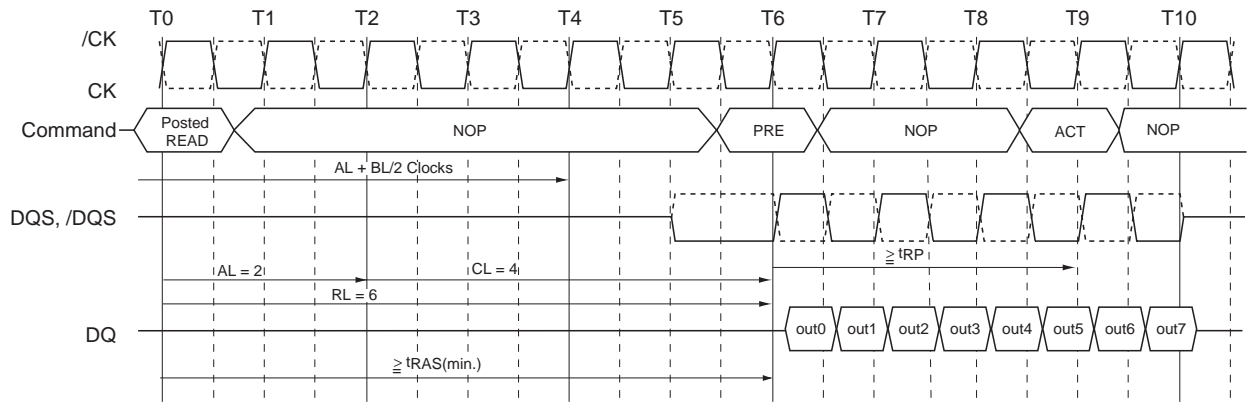 T0 T1 T2 T3 T4 T5 T6 T7 T8 T9 T10
/CK
CK
Command Posted READ NOP PRE NOP ACT NOP
AL + BL/2 Clocks
DQS, /DQS
≧ tRP
AL = 2 CL = 4
RL = 6
DQ out0 out1 out2 out3 out4 out5 out6 out7
≧ tRAS(min.)